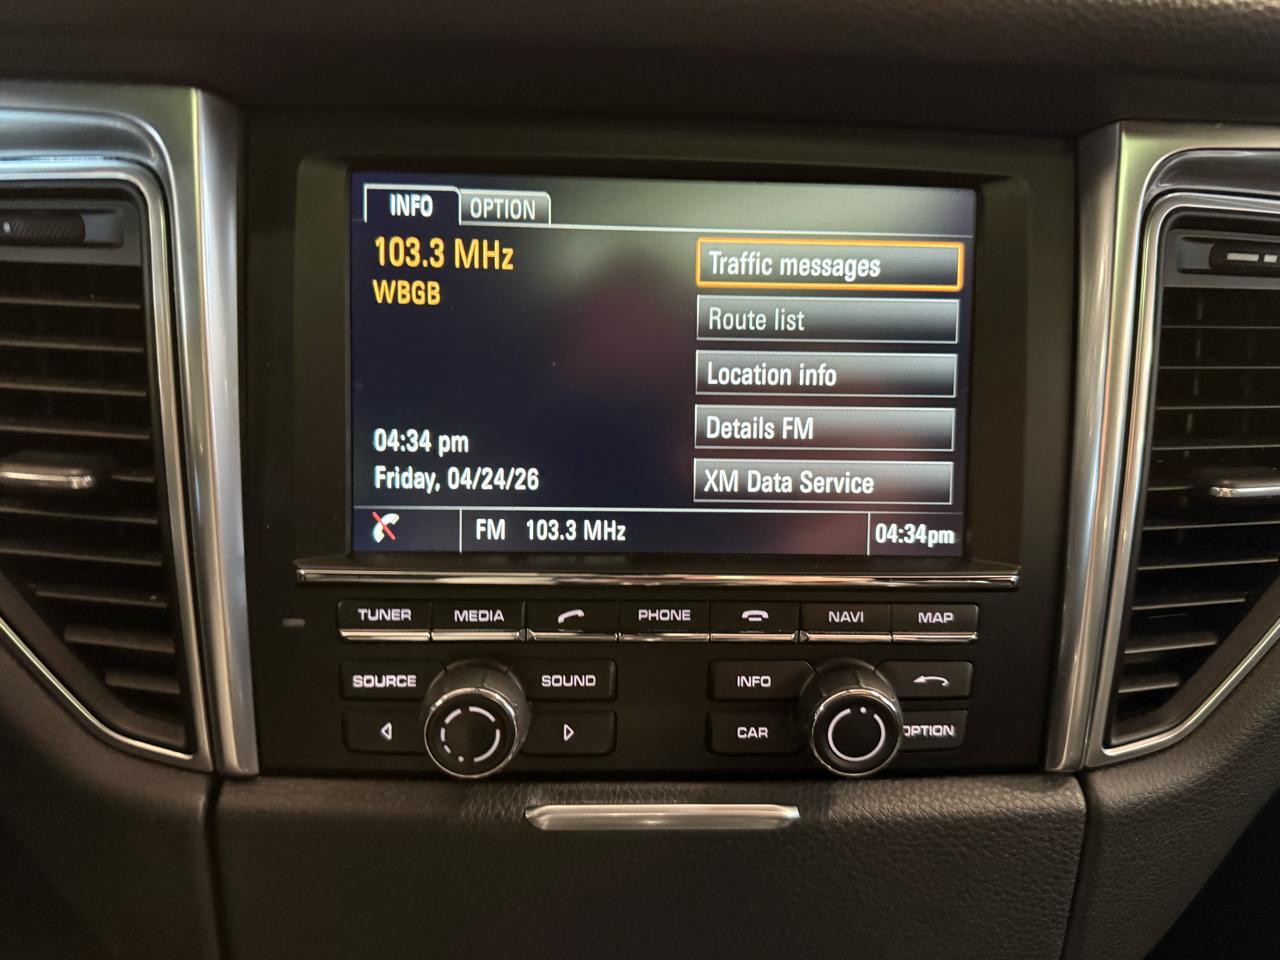 INFO OPTION
103.3 MHz
WBGB
Traffic messages
Route list
Location info
Details FM
XM Data Service
04:34 pm
Friday, 04/24/26
FM 103.3 MHz 04:34pm
TUNER MEDIA PHONE NAVI MAP
SOURCE SOUND INFO
CAR OPTION